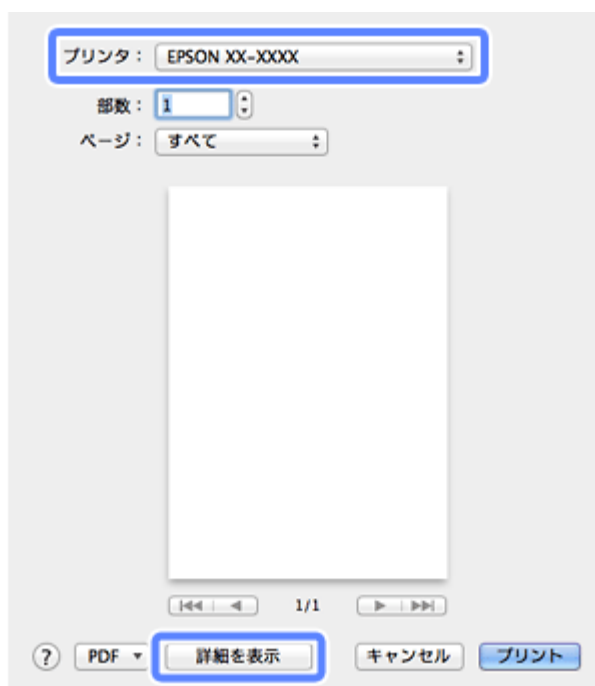 プリンタ： EPSON XX-XXXX
部数： 1
ページ： すべて
1/1
? PDF 詳細を表示 キャンセル プリント